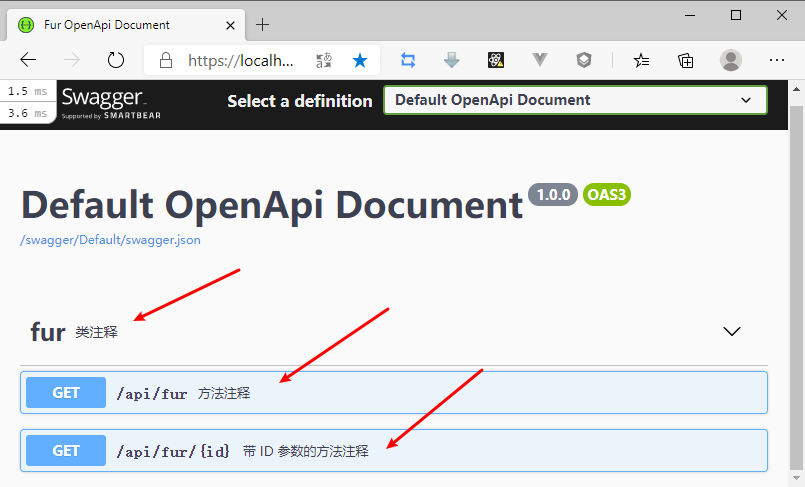 Fur OpenApi Document
https://localh...
1.5 ms
3.6 ms
Swagger
Supported by SMARTBEAR
Select a definition
Default OpenApi Document
Default OpenApi Document 1.0.0 OAS3
/swagger/Default/swagger.json
fur 类注释
GET /api/fur 方法注释
GET /api/fur/{id} 带 ID 参数的方法注释